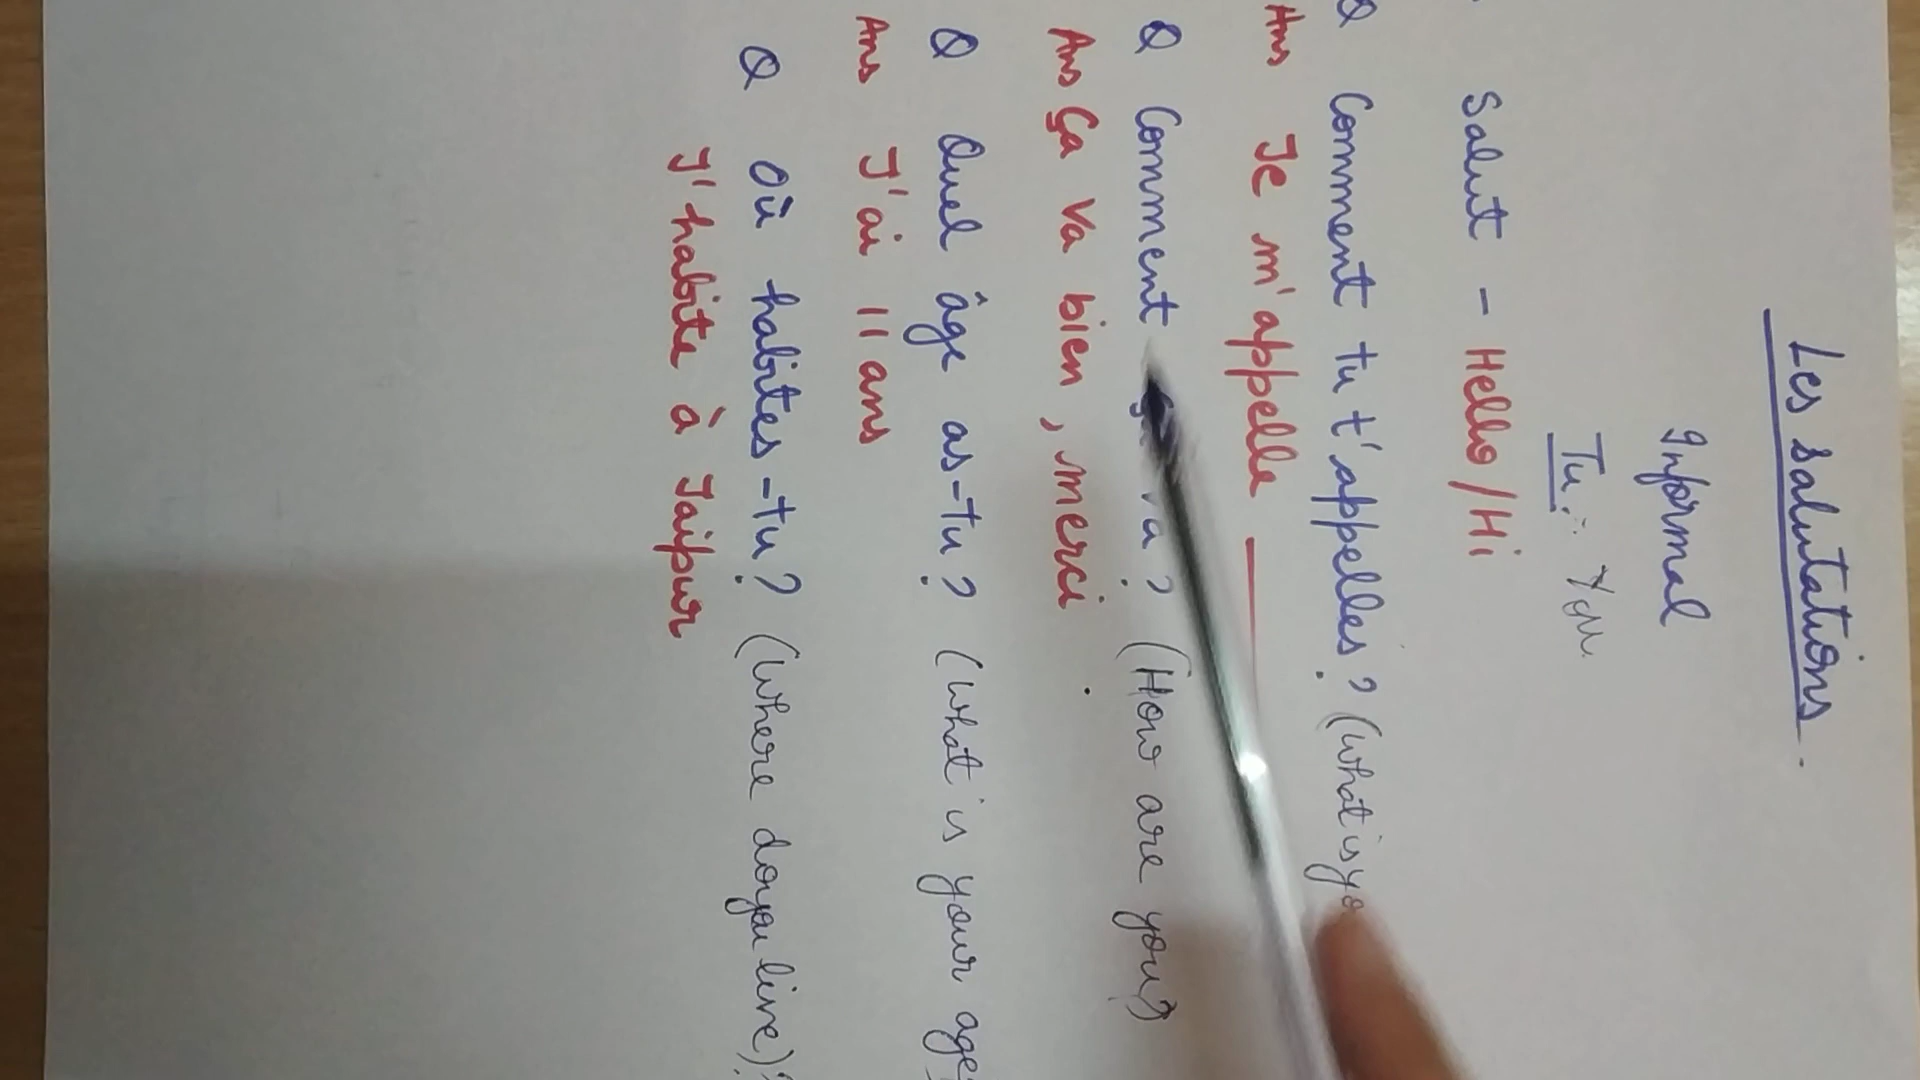 Les salutations.
Informal
Tu : You
Salut - Hello/Hi
Q Comment tu t'appelles? (What is yo
Ans Je m'appelle
Q Comment va? (How are you?)
Ans Ça va bien, merci.
Q Quel âge as-tu? (What is your age
Ans J'ai 11 ans
Q Où habites-tu? (Where do you live)?
J'habite à Jaipur